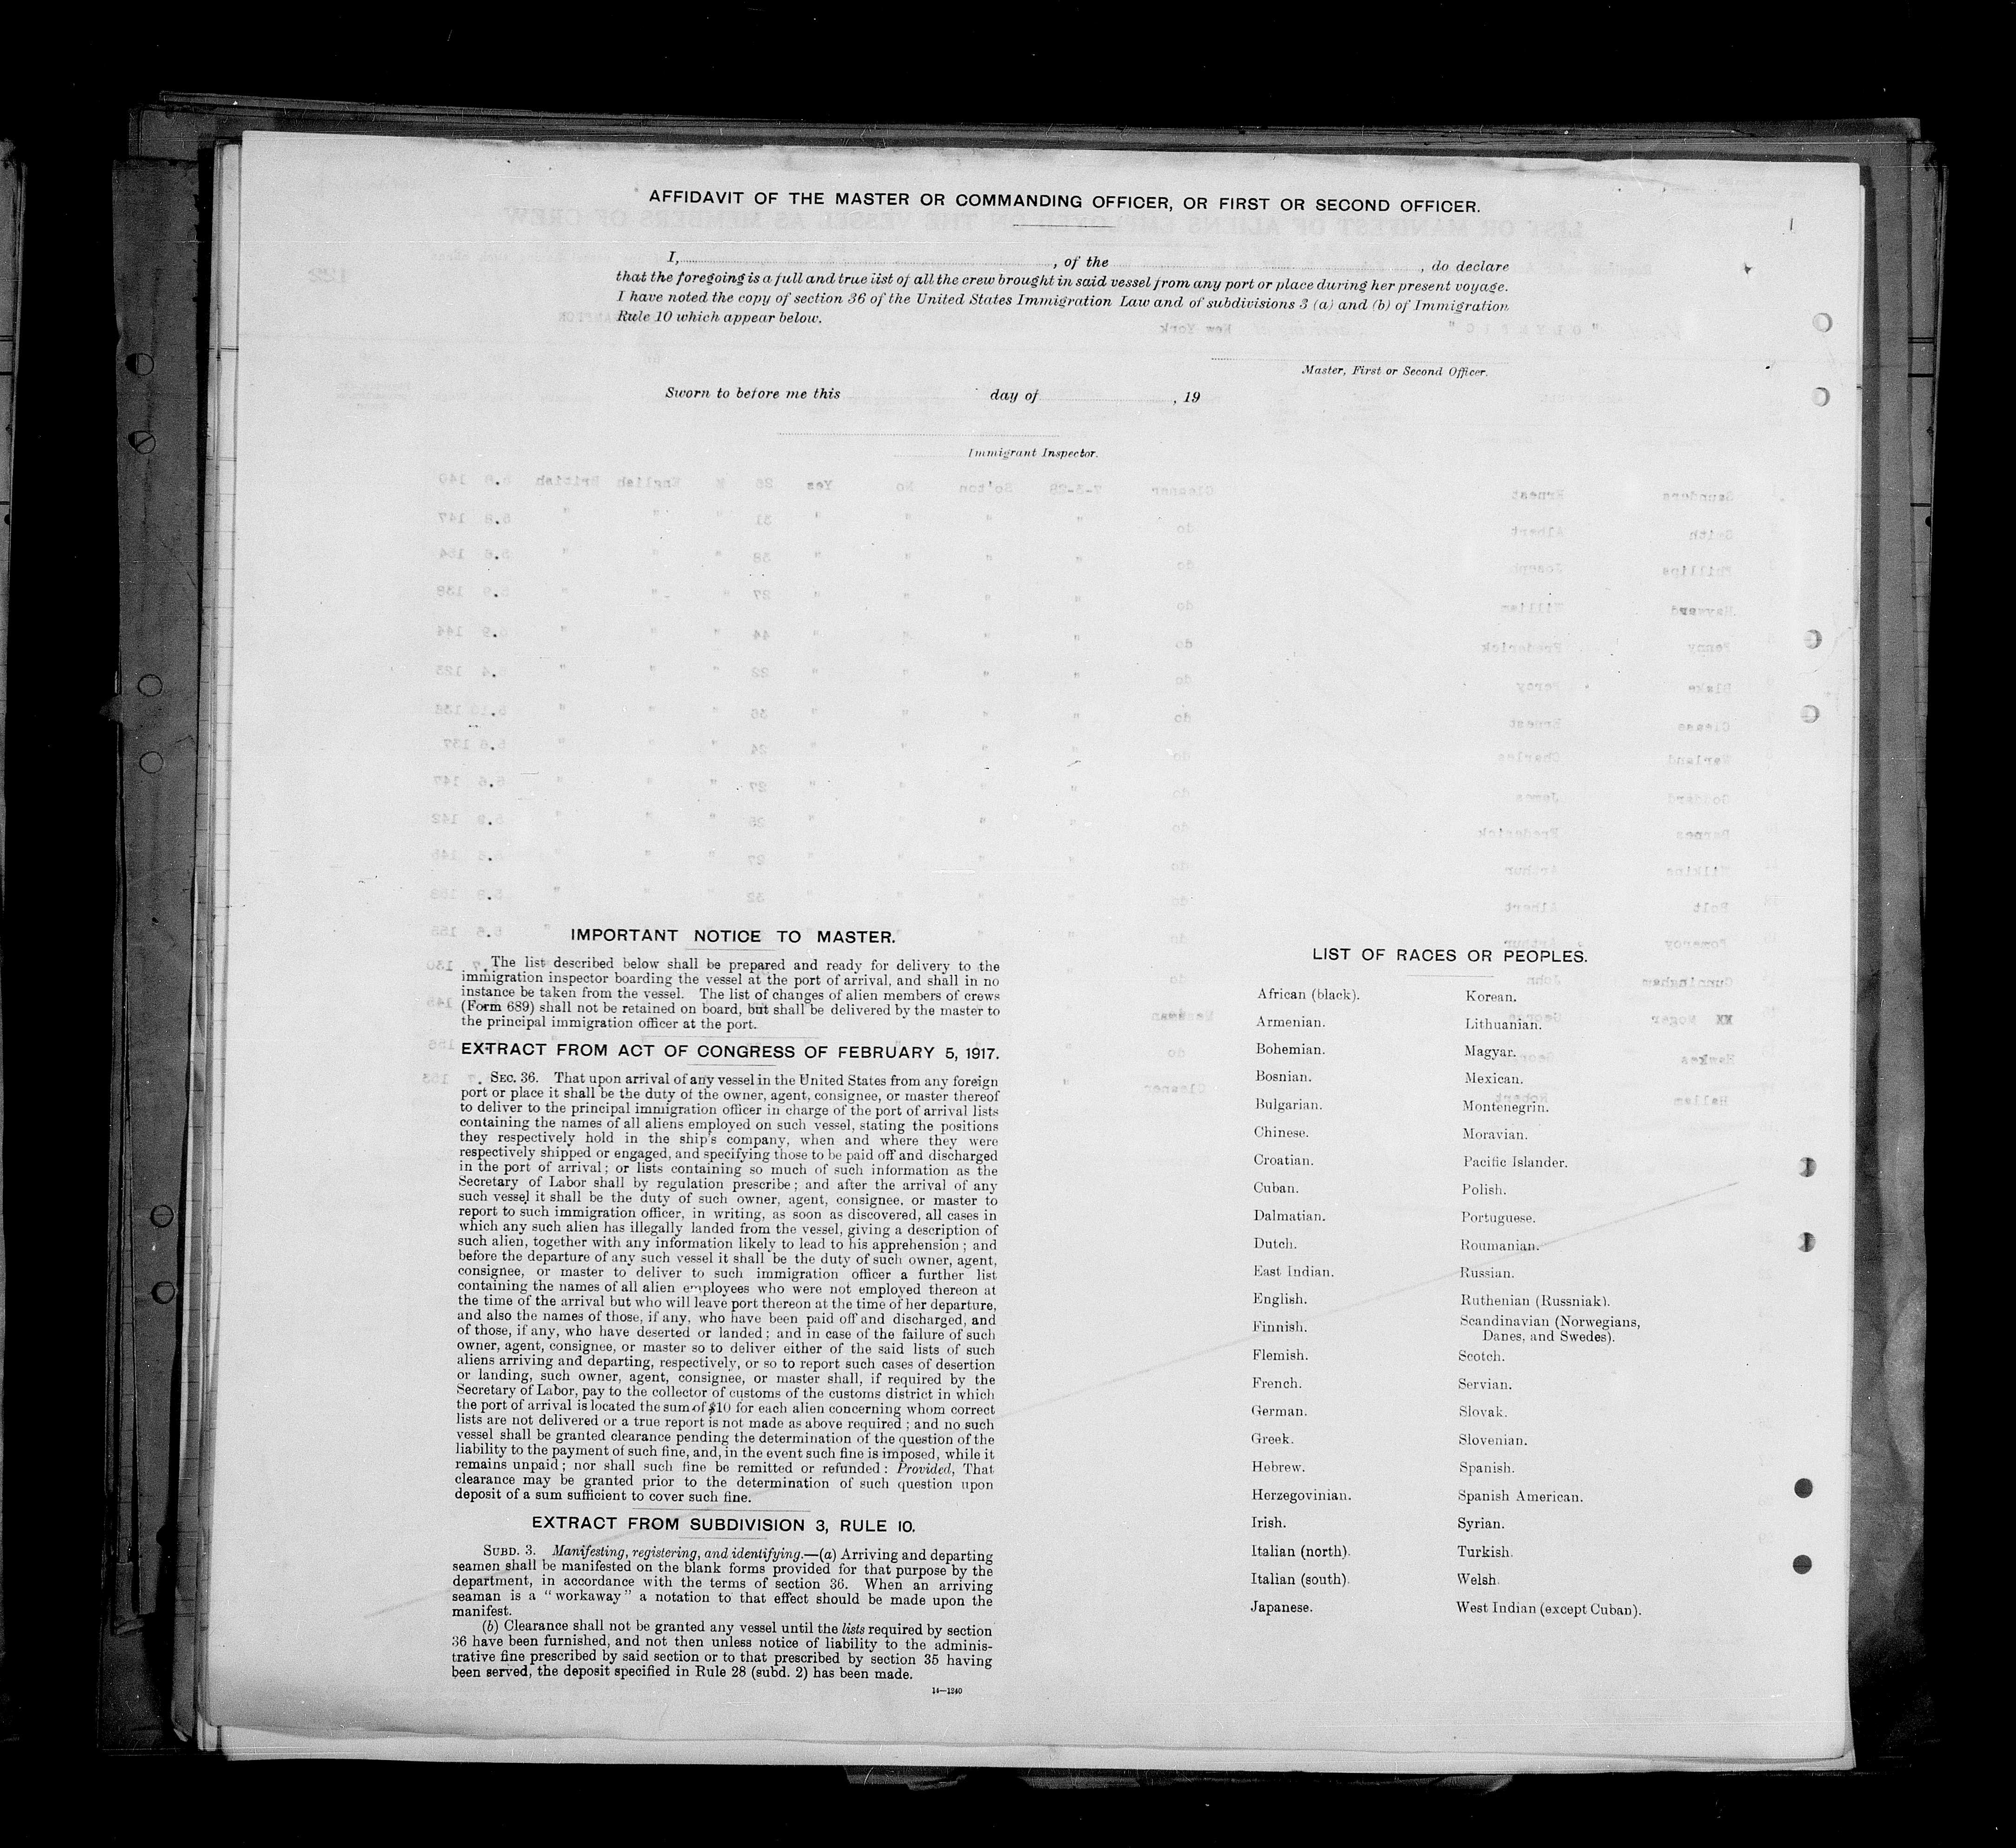 AFFIDAVIT OF THE MASTER OR COMMANDING OFFICER, OR FIRST OR SECOND OFFICER.
I, , of the , do declare
that the foregoing is a full and true list of all the crew brought in said vessel from any port or place during her present voyage.
I have noted the copy of section 36 of the United States Immigration Law and of subdivisions 3 (a) and (b) of Immigration
Rule 10 which appear below.
Master, First or Second Officer.
Sworn to before me this day of , 19
Immigrant Inspector.
IMPORTANT NOTICE TO MASTER.
The list described below shall be prepared and ready for delivery to the
immigration inspector boarding the vessel at the port of arrival, and shall in no
instance be taken from the vessel. The list of changes of alien members of crews
(Form 689) shall not be retained on board, but shall be delivered by the master to
the principal immigration officer at the port.
EXTRACT FROM ACT OF CONGRESS OF FEBRUARY 5, 1917.
SEC. 36. That upon arrival of any vessel in the United States from any foreign
port or place it shall be the duty of the owner, agent, consignee, or master thereof
to deliver to the principal immigration officer in charge of the port of arrival lists
containing the names of all aliens employed on such vessel, stating the positions
they respectively hold in the ship's company, when and where they were
respectively shipped or engaged, and specifying those to be paid off and discharged
in the port of arrival; or lists containing so much of such information as the
Secretary of Labor shall by regulation prescribe; and after the arrival of any
such vessel it shall be the duty of such owner, agent, consignee, or master to
report to such immigration officer, in writing, as soon as discovered, all cases in
which any such alien has illegally landed from the vessel, giving a description of
such alien, together with any information likely to lead to his apprehension; and
before the departure of any such vessel it shall be the duty of such owner, agent,
consignee, or master to deliver to such immigration officer a further list
containing the names of all alien employees who were not employed thereon at
the time of the arrival but who will leave port thereon at the time of her departure,
and also the names of those, if any, who have been paid off and discharged, and
of those, if any, who have deserted or landed; and in case of the failure of such
owner, agent, consignee, or master so to deliver either of the said lists of such
aliens arriving and departing, respectively, or so to report such cases of desertion
or landing, such owner, agent, consignee, or master shall, if required by the
Secretary of Labor, pay to the collector of customs of the customs district in which
the port of arrival is located the sum of $10 for each alien concerning whom correct
lists are not delivered or a true report is not made as above required; and no such
vessel shall be granted clearance pending the determination of the question of the
liability to the payment of such fine, and, in the event such fine is imposed, while it
remains unpaid; nor shall such fine be remitted or refunded: Provided, That
clearance may be granted prior to the determination of such question upon
deposit of a sum sufficient to cover such fine.
EXTRACT FROM SUBDIVISION 3, RULE 10.
SUBD. 3. Manifesting, registering, and identifying.—(a) Arriving and departing
seamen shall be manifested on the blank forms provided for that purpose by the
department, in accordance with the terms of section 36. When an arriving
seaman is a "workaway" a notation to that effect should be made upon the
manifest.
(b) Clearance shall not be granted any vessel until the lists required by section
36 have been furnished, and not then unless notice of liability to the adminis-
trative fine prescribed by said section or to that prescribed by section 35 having
been served, the deposit specified in Rule 28 (subd. 2) has been made.
14—1240
LIST OF RACES OR PEOPLES.
African (black).
Armenian.
Bohemian.
Bosnian.
Bulgarian.
Chinese.
Croatian.
Cuban.
Dalmatian.
Dutch.
East Indian.
English.
Finnish.
Flemish.
French.
German.
Greek.
Hebrew.
Herzegovinian.
Irish.
Italian (north).
Italian (south).
Japanese.
Korean.
Lithuanian.
Magyar.
Mexican.
Montenegrin.
Moravian.
Pacific Islander.
Polish.
Portuguese.
Roumanian.
Russian.
Ruthenian (Russniak).
Scandinavian (Norwegians,
Danes, and Swedes).
Scotch.
Servian.
Slovak.
Slovenian.
Spanish.
Spanish American.
Syrian.
Turkish.
Welsh.
West Indian (except Cuban).